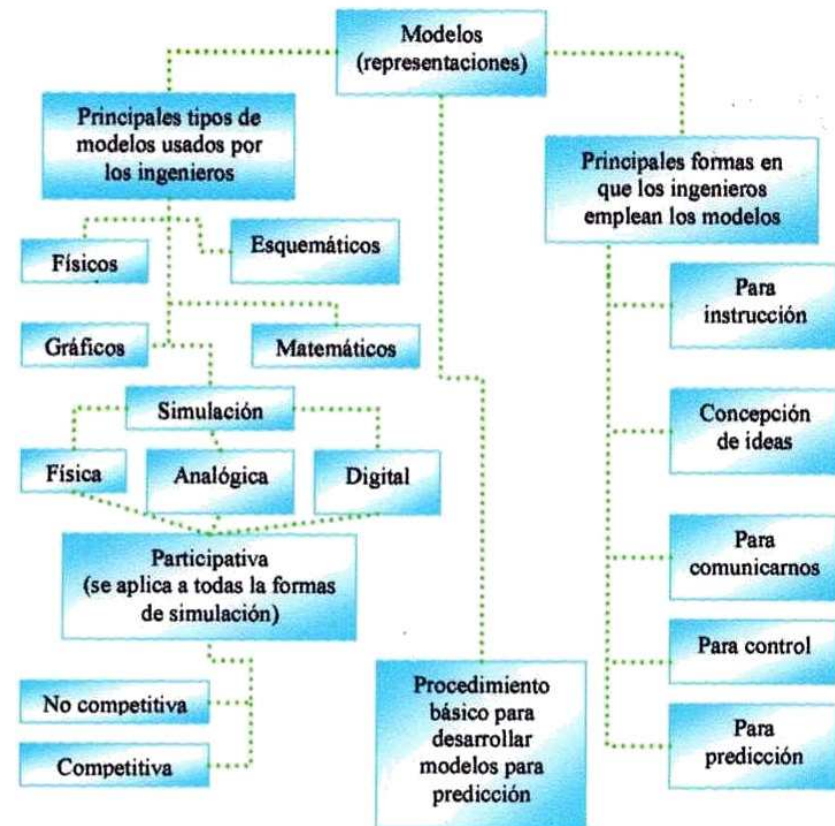 Modelos
(representaciones)
Principales tipos de
modelos usados por
los ingenieros
Físicos
Esquemáticos
Gráficos
Matemáticos
Simulación
Física
Analógica
Digital
Participativa
(se aplica a todas la formas
de simulación)
No competitiva
Competitiva
Procedimiento
básico para
desarrollar
modelos para
predicción
Principales formas en
que los ingenieros
emplean los modelos
Para
instrucción
Concepción
de ideas
Para
comunicarnos
Para control
Para
predicción